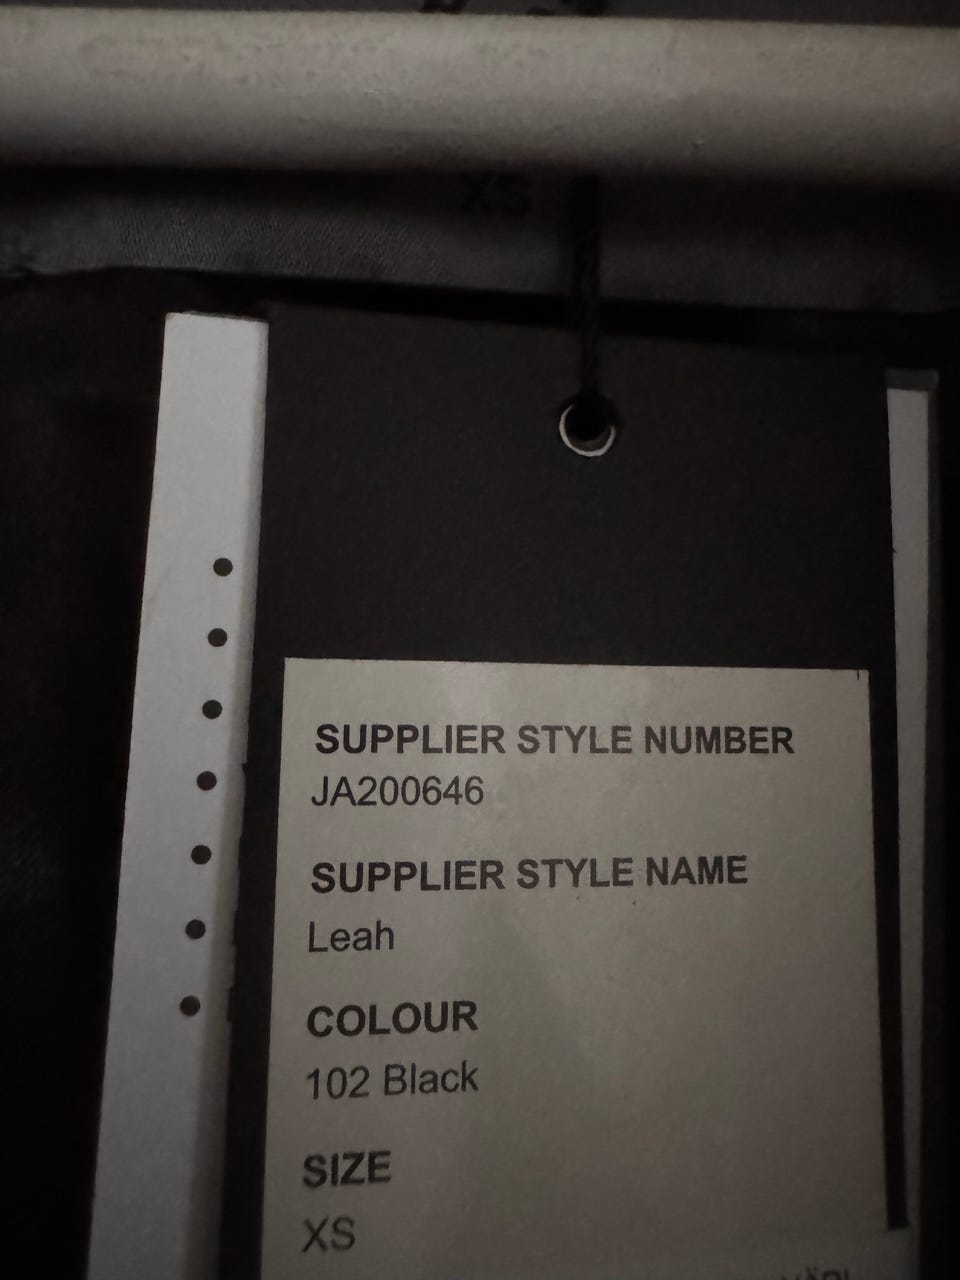 XS
SUPPLIER STYLE NUMBER
JA200646
SUPPLIER STYLE NAME
Leah
COLOUR
102 Black
SIZE
XS